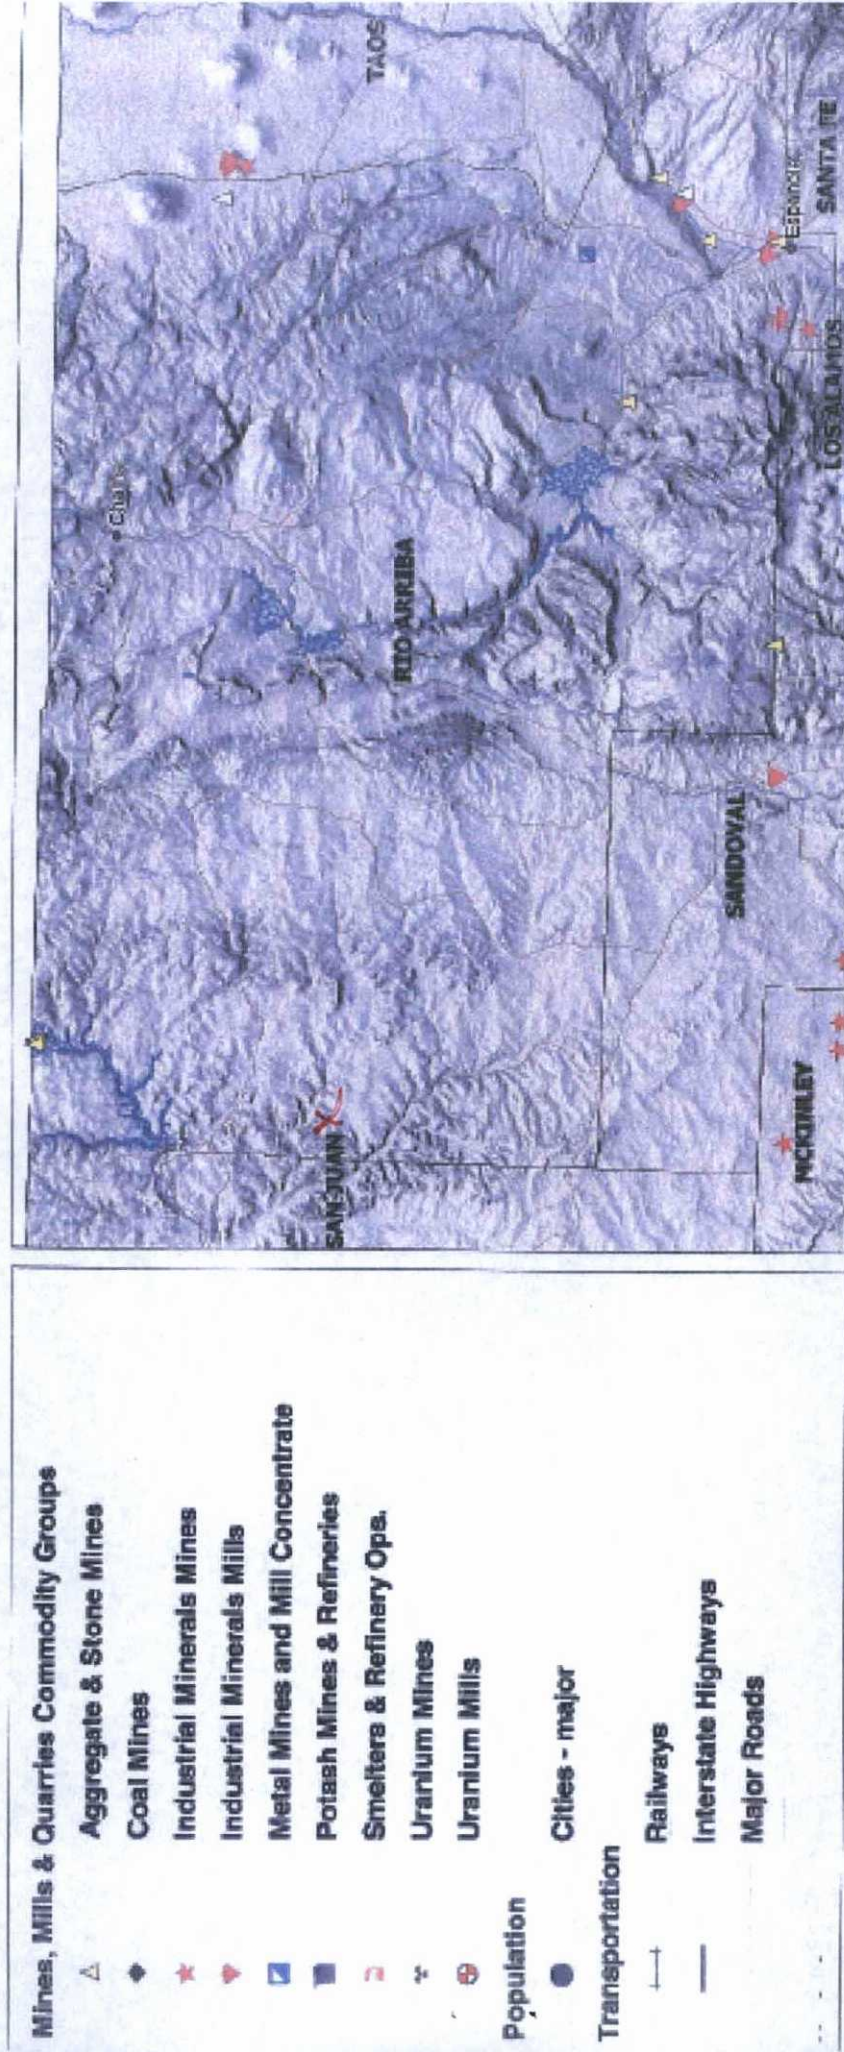 Mines, Mills & Quarries Commodity Groups
Aggregate & Stone Mines
Coal Mines
Industrial Minerals Mines
Industrial Minerals Mills
Metal Mines and Mill Concentrate
Potash Mines & Refineries
Smelters & Refinery Ops.
Uranium Mines
Uranium Mills
Population
Cities - major
Transportation
Railways
Interstate Highways
Major Roads
Chama
TAOS
SAN JUAN
RIO ARRIBA
SANDOVAL
Espanola
MCKINLEY
LOS ALAMOS
SANTA FE